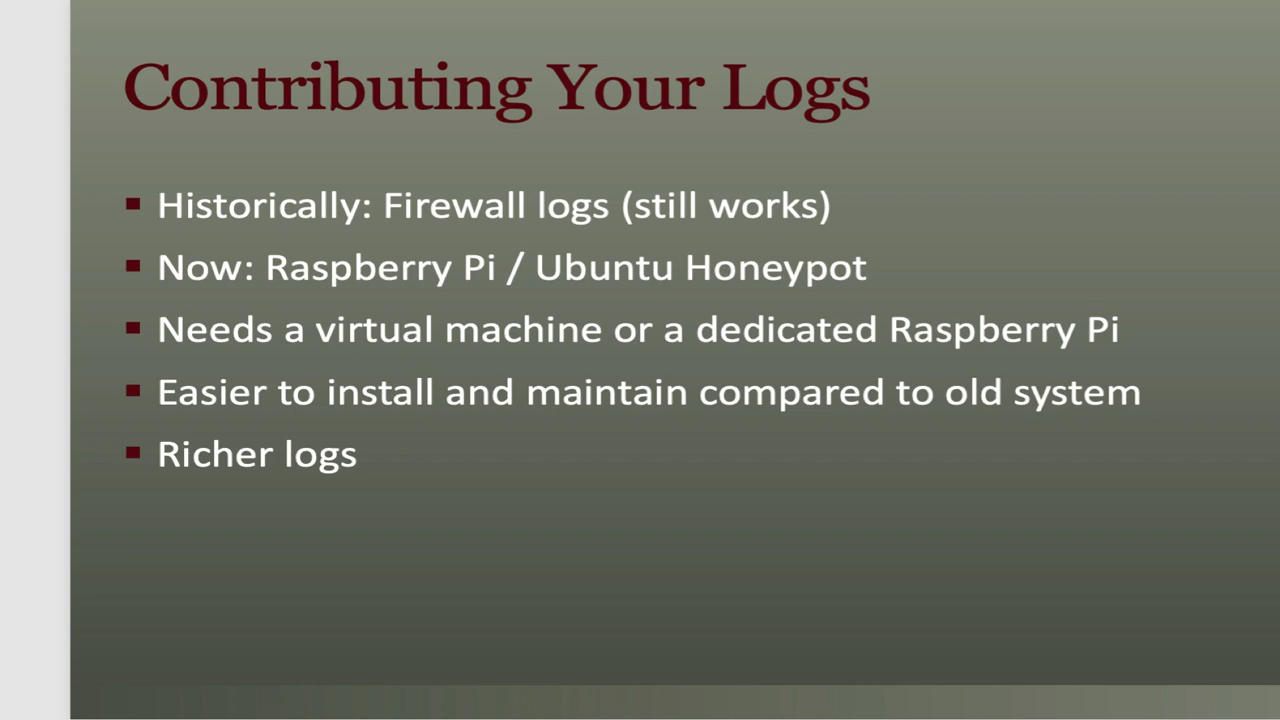 Contributing Your Logs
Historically: Firewall logs (still works)
Now: Raspberry Pi / Ubuntu Honeypot
Needs a virtual machine or a dedicated Raspberry Pi
Easier to install and maintain compared to old system
Richer logs